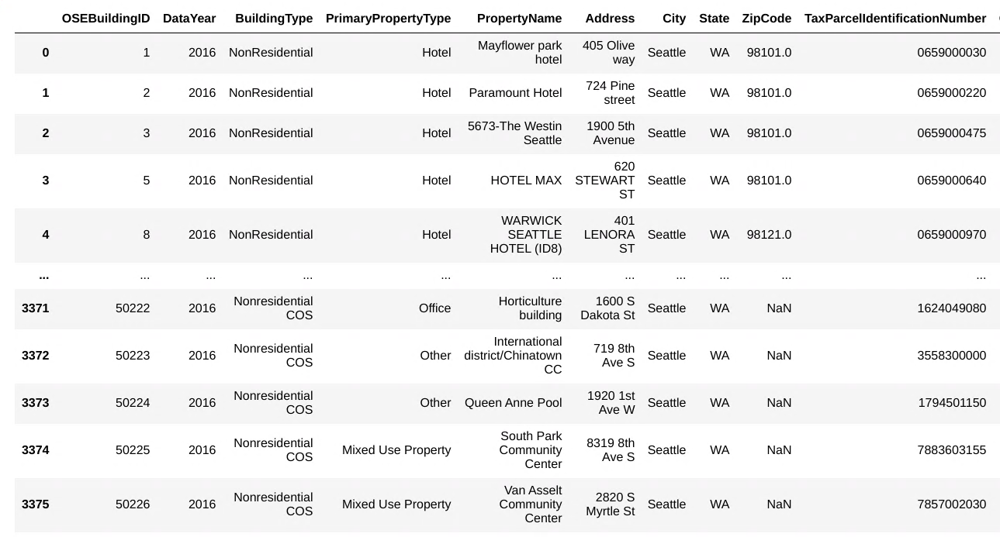 OSEBuildingID DataYear BuildingType PrimaryPropertyType PropertyName Address City State ZipCode TaxParcelIdentificationNumber
0 1 2016 NonResidential Hotel Mayflower park hotel 405 Olive way Seattle WA 98101.0 0659000030
1 2 2016 NonResidential Hotel Paramount Hotel 724 Pine street Seattle WA 98101.0 0659000220
2 3 2016 NonResidential Hotel 5673-The Westin Seattle 1900 5th Avenue Seattle WA 98101.0 0659000475
3 5 2016 NonResidential Hotel HOTEL MAX 620 STEWART ST Seattle WA 98101.0 0659000640
4 8 2016 NonResidential Hotel WARWICK SEATTLE HOTEL (ID8) 401 LENORA ST Seattle WA 98121.0 0659000970
... ... ... ... ... ... ... ... ... ... ...
3371 50222 2016 Nonresidential COS Office Horticulture building 1600 S Dakota St Seattle WA NaN 1624049080
3372 50223 2016 Nonresidential COS Other International district/Chinatown CC 719 8th Ave S Seattle WA NaN 3558300000
3373 50224 2016 Nonresidential COS Other Queen Anne Pool 1920 1st Ave W Seattle WA NaN 1794501150
3374 50225 2016 Nonresidential COS Mixed Use Property South Park Community Center 8319 8th Ave S Seattle WA NaN 7883603155
3375 50226 2016 Nonresidential COS Mixed Use Property Van Asselt Community Center 2820 S Myrtle St Seattle WA NaN 7857002030